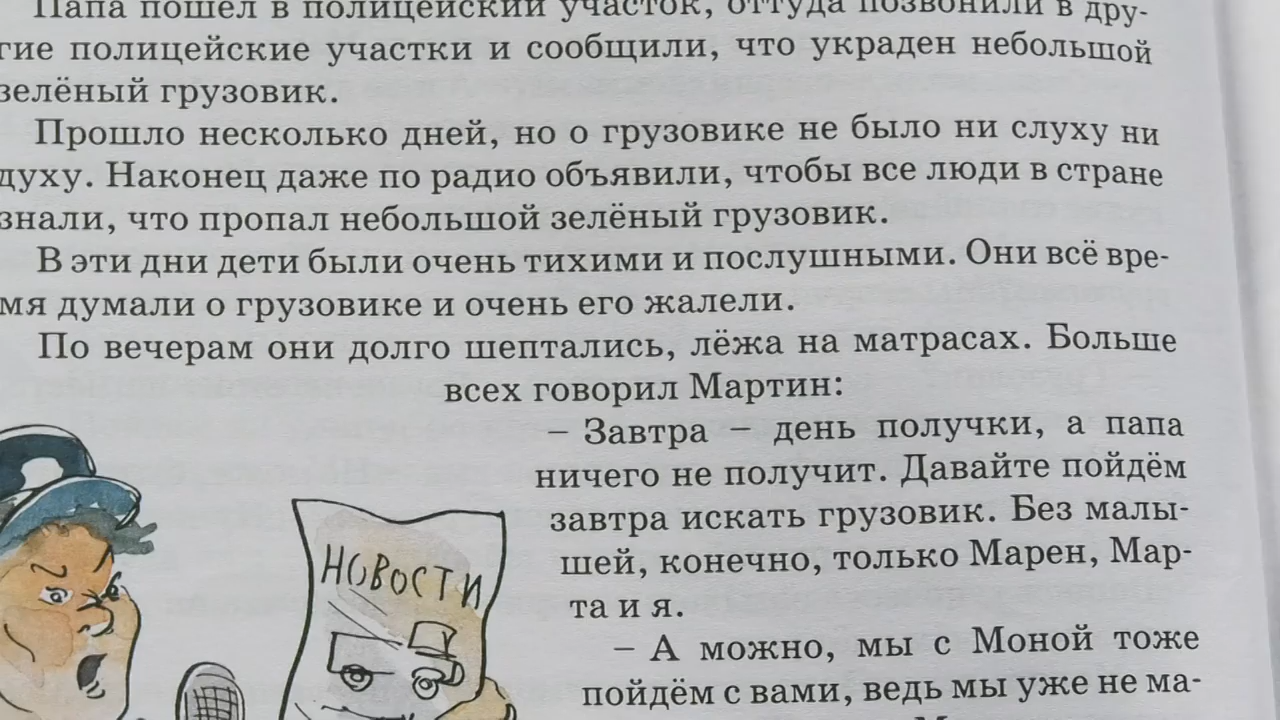 Папа пошёл в полицейский участок, оттуда позвонили в дру-
гие полицейские участки и сообщили, что украден небольшой
зелёный грузовик.
Прошло несколько дней, но о грузовике не было ни слуху ни
духу. Наконец даже по радио объявили, чтобы все люди в стране
знали, что пропал небольшой зелёный грузовик.
В эти дни дети были очень тихими и послушными. Они всё вре-
мя думали о грузовике и очень его жалели.
По вечерам они долго шептались, лёжа на матрасах. Больше
всех говорил Мартин:
– Завтра – день получки, а папа
ничего не получит. Давайте пойдём
завтра искать грузовик. Без малы-
шей, конечно, только Марен, Мар-
та и я.
– А можно, мы с Моной тоже
пойдём с вами, ведь мы уже не ма-
НОВОСТИ